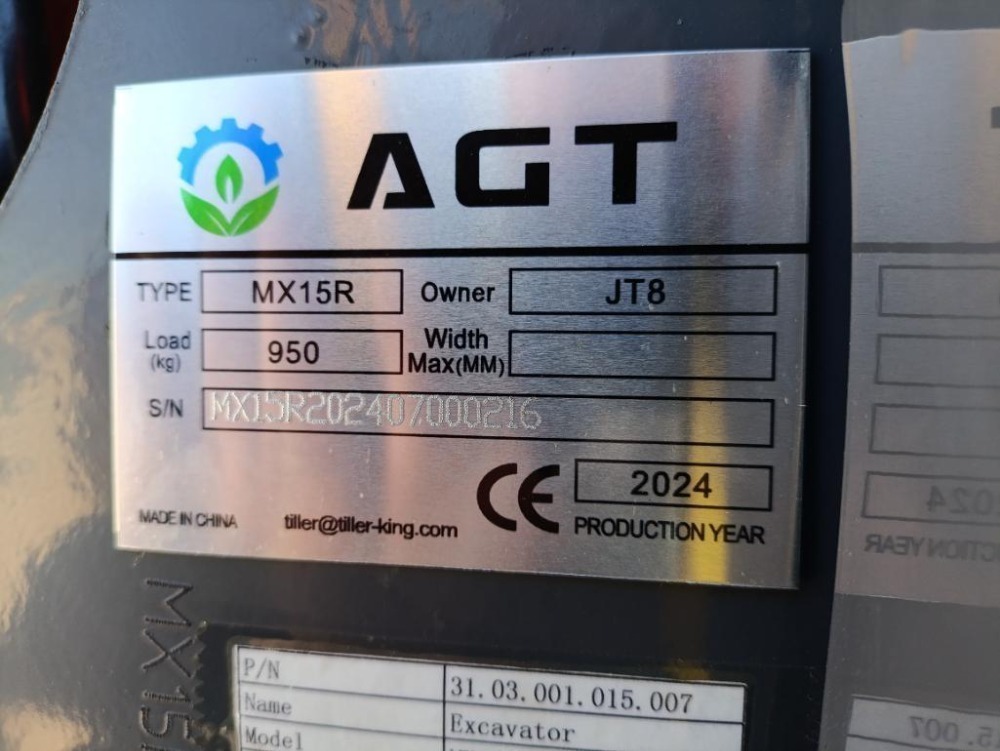 AGT
TYPE MX15R Owner JT8
Load (kg) 950 Width Max(MM)
S/N MX15R202407000216
CE 2024
MADE IN CHINA tiller@tiller-king.com PRODUCTION YEAR
MX15
P/N 31.03.001.015.007
Name Excavator
Model